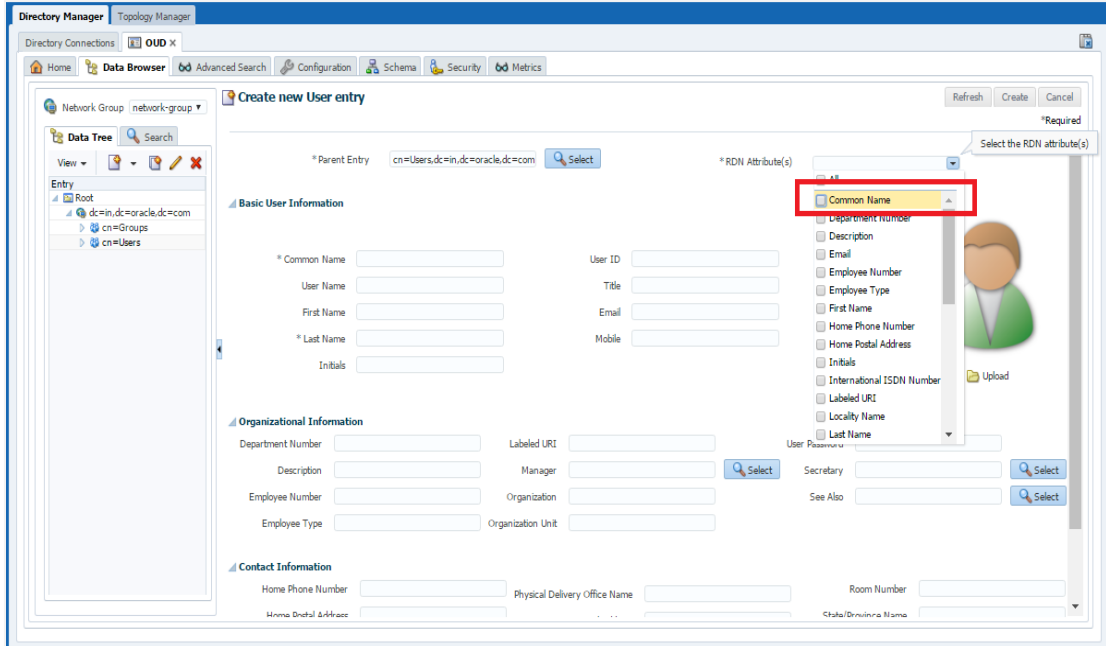 Directory Manager Topology Manager
Directory Connections OUD ×
Home Data Browser Advanced Search Configuration Schema Security Metrics
Network Group network-group
Create new User entry
Refresh Create Cancel
*Required
Select the RDN attribute(s)
Data Tree Search
View
Entry
Root
dc=in,dc=oracle,dc=com
cn=Groups
cn=Users
* Parent Entry cn=Users,dc=in,dc=oracle,dc=com Select
* RDN Attribute(s)
All
Common Name
Department Number
Description
Email
Employee Number
Employee Type
First Name
Home Phone Number
Home Postal Address
Initials
International ISDN Number
Labeled URI
Locality Name
Last Name
Basic User Information
* Common Name User ID
User Name Title
First Name Email
* Last Name Mobile
Initials
Upload
Organizational Information
Department Number Labeled URI User Password
Description Manager Select Secretary Select
Employee Number Organization See Also Select
Employee Type Organization Unit
Contact Information
Home Phone Number Physical Delivery Office Name Room Number
Home Postal Address State/Province Name